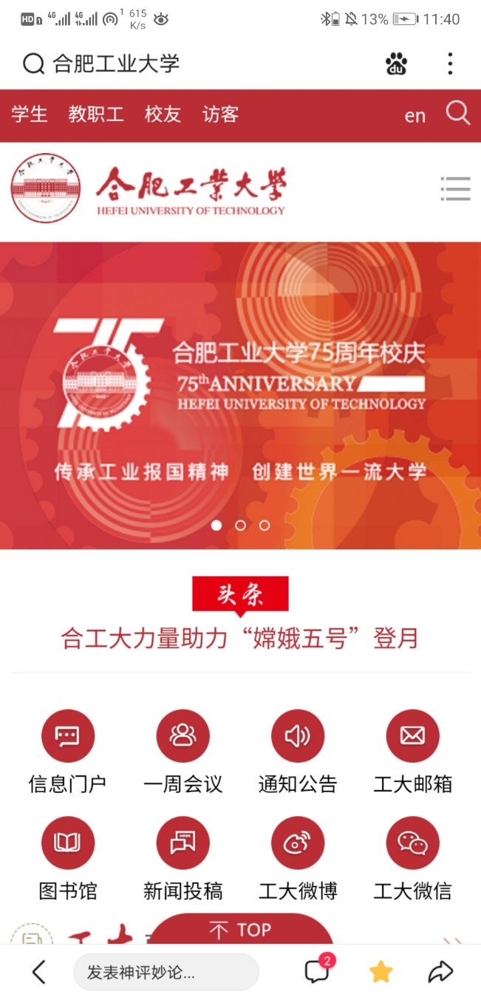 HD 4G 4G 1 615 K/s 13% 11:40
合肥工业大学 du
学生 教职工 校友 访客 en
合肥工業大學
HEFEI UNIVERSITY OF TECHNOLOGY
75
合肥工业大学75周年校庆
75thANNIVERSARY
HEFEI UNIVERSITY OF TECHNOLOGY
传承工业报国精神 创建世界一流大学
头条
合工大力量助力“嫦娥五号”登月
信息门户 一周会议 通知公告 工大邮箱
NEWS
图书馆 新闻投稿 工大微博 工大微信
TOP
发表神评妙论... 2